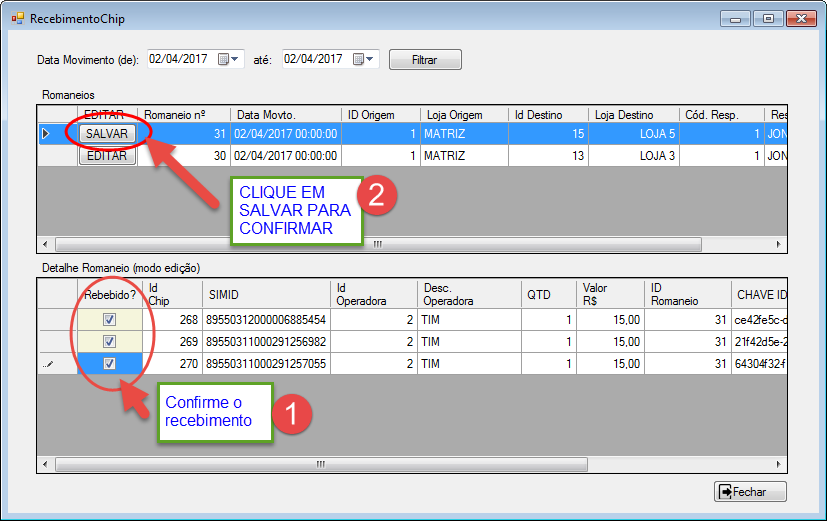 RecebimentoChip
Data Movimento (de): 02/04/2017 até: 02/04/2017 Filtrar
Romaneios
EDITAR Romaneio nº Data Movto. ID Origem Loja Origem Id Destino Loja Destino Cód. Resp. Res
SALVAR 31 02/04/2017 00:00:00 1 MATRIZ 15 LOJA 5 1 JON
EDITAR 30 02/04/2017 00:00:00 1 MATRIZ 13 LOJA 3 1 JON
CLIQUE EM
SALVAR PARA
CONFIRMAR
2
Detalhe Romaneio (modo edição)
Rebebido? Id Chip SIMID Id Operadora Desc. Operadora QTD Valor R$ ID Romaneio CHAVE ID
268 89550312000006885454 2 TIM 1 15,00 31 ce42fe5c-d
269 89550311000291256982 2 TIM 1 15,00 31 21f42d5e-2
270 89550311000291257055 2 TIM 1 15,00 31 64304f32-f
Confirme o
recebimento
1
Fechar